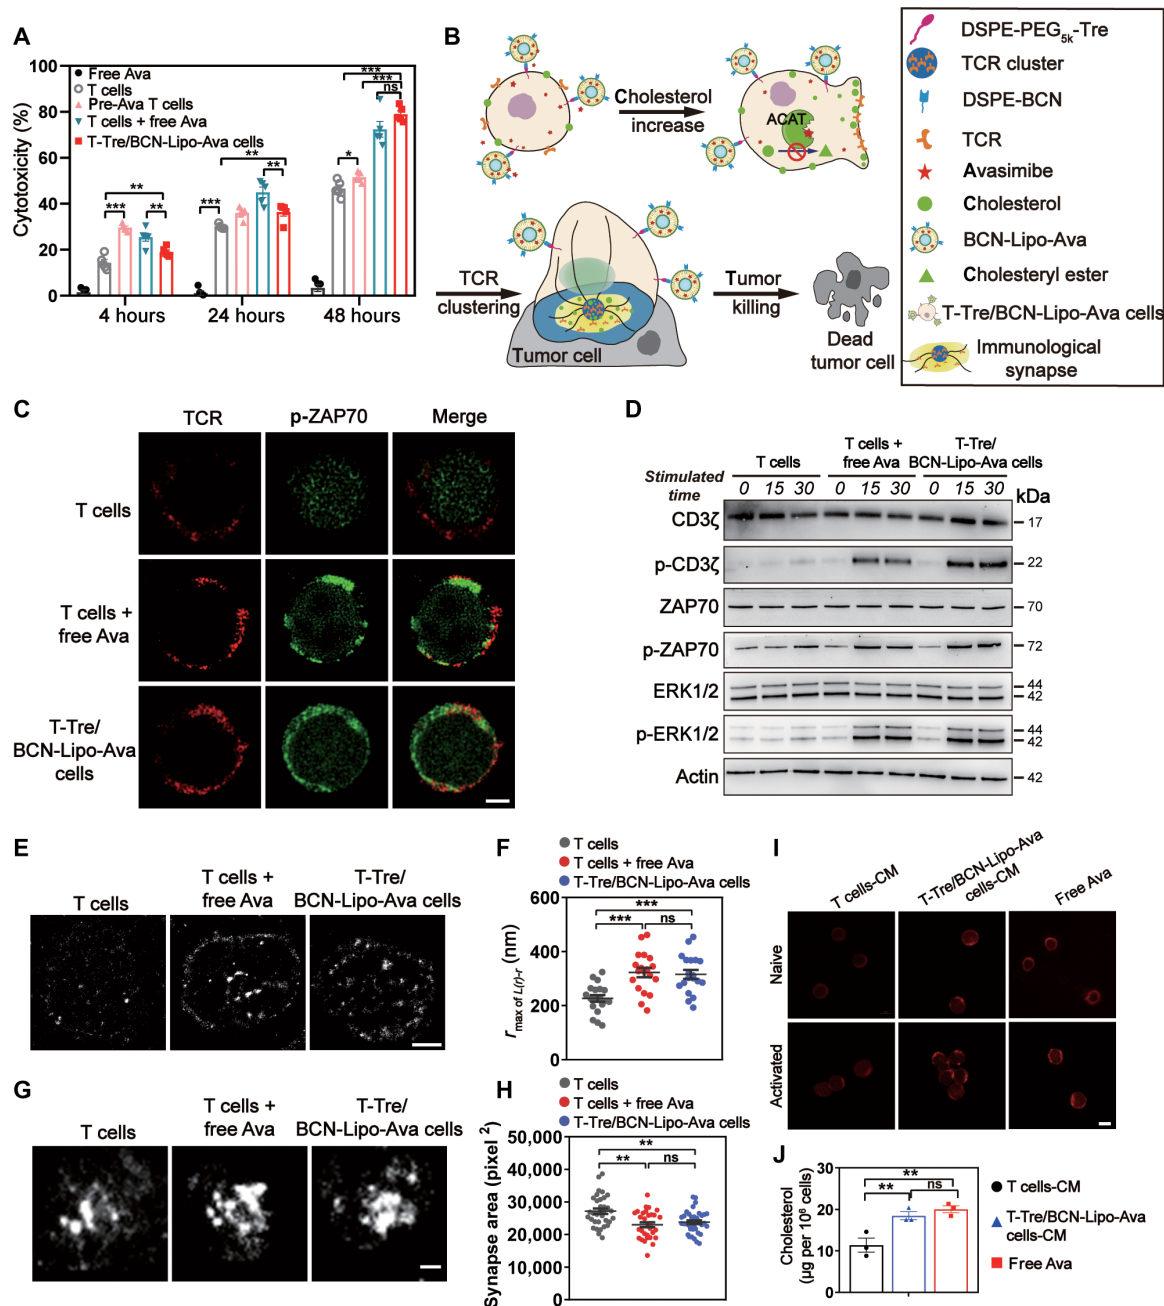 A
Cytotoxicity (%)
100
80
60
40
20
0
Free Ava
T cells
Pre-Ava T cells
T cells + free Ava
T-Tre/BCN-Lipo-Ava cells
***
***
ns
**
***
**
***
**
**
*
4 hours
24 hours
48 hours
B
Cholesterol
increase
ACAT
TCR
clustering
Tumor cell
Tumor
killing
Dead
tumor cell
DSPE-PEG5k-Tre
TCR cluster
DSPE-BCN
TCR
Avasimibe
Cholesterol
BCN-Lipo-Ava
Cholesteryl ester
T-Tre/BCN-Lipo-Ava cells
Immunological
synapse
C
TCR
p-ZAP70
Merge
T cells
T cells +
free Ava
T-Tre/
BCN-Lipo-Ava
cells
D
T cells
T cells +
free Ava
T-Tre/
BCN-Lipo-Ava cells
Stimulated
time
0 15 30 0 15 30 0 15 30
kDa
CD3ζ
17
p-CD3ζ
22
ZAP70
70
p-ZAP70
72
ERK1/2
44
42
p-ERK1/2
44
42
Actin
42
E
T cells
T cells +
free Ava
T-Tre/
BCN-Lipo-Ava cells
F
T cells
T cells + free Ava
T-Tre/BCN-Lipo-Ava cells
rmax of L(r)-r (nm)
600
400
200
0
***
***
ns
G
T cells
T cells +
free Ava
T-Tre/
BCN-Lipo-Ava cells
H
T cells
T cells + free Ava
T-Tre/BCN-Lipo-Ava cells
Synapse area (pixel 2)
50,000
40,000
30,000
20,000
10,000
0
**
**
ns
I
T cells-CM
T-Tre/BCN-Lipo-Ava
cells-CM
Free Ava
Naive
Activated
J
Cholesterol
(µg per 10⁶ cells)
30
20
10
0
**
**
ns
T cells-CM
T-Tre/BCN-Lipo-Ava
cells-CM
Free Ava